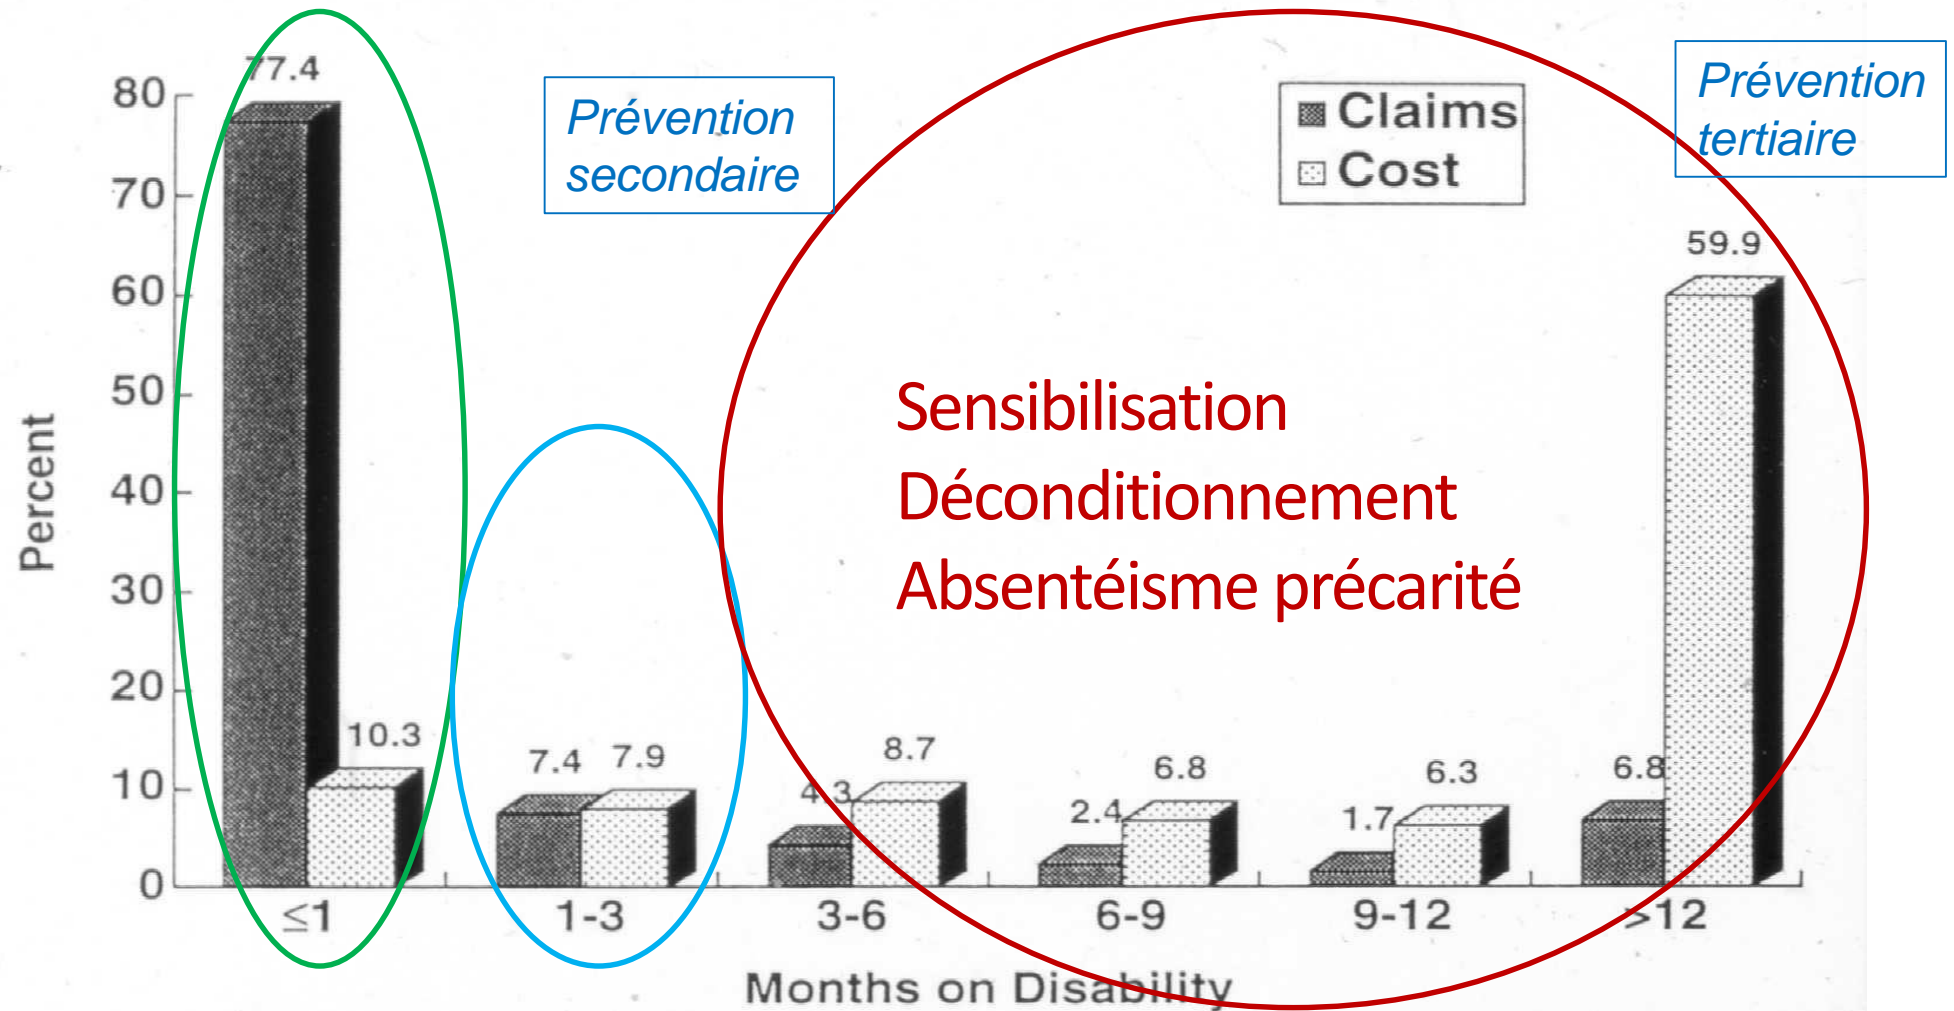 77.4
Prévention
secondaire
Claims
Cost
Prévention
tertiaire
80
70
60
50
40
30
20
10
0
Percent
59.9
Sensibilisation
Déconditionnement
Absentéisme précarité
10.3
7.4
7.9
4.3
8.7
2.4
6.8
1.7
6.3
6.8
≤1
1-3
3-6
6-9
9-12
>12
Months on Disability